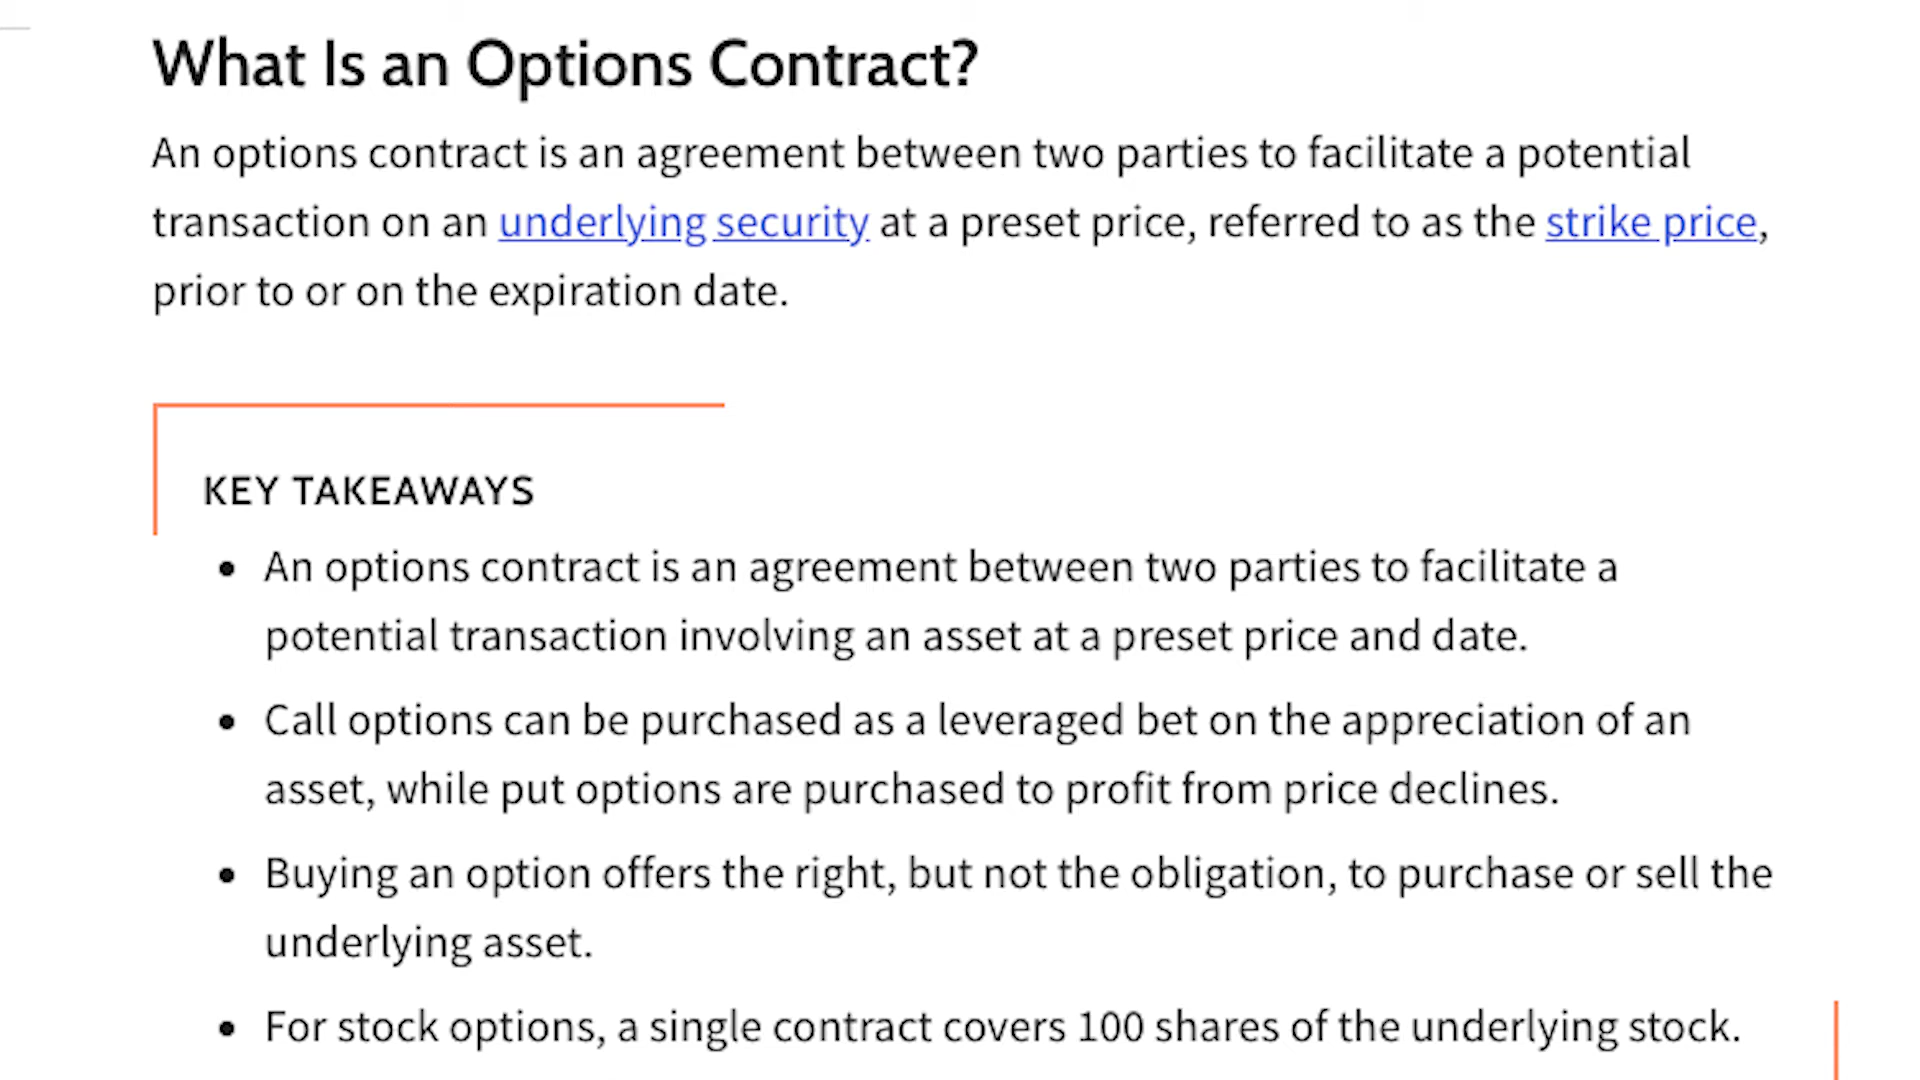 What Is an Options Contract?
An options contract is an agreement between two parties to facilitate a potential
transaction on an underlying security at a preset price, referred to as the strike price,
prior to or on the expiration date.
KEY TAKEAWAYS
• An options contract is an agreement between two parties to facilitate a
potential transaction involving an asset at a preset price and date.
• Call options can be purchased as a leveraged bet on the appreciation of an
asset, while put options are purchased to profit from price declines.
• Buying an option offers the right, but not the obligation, to purchase or sell the
underlying asset.
• For stock options, a single contract covers 100 shares of the underlying stock.